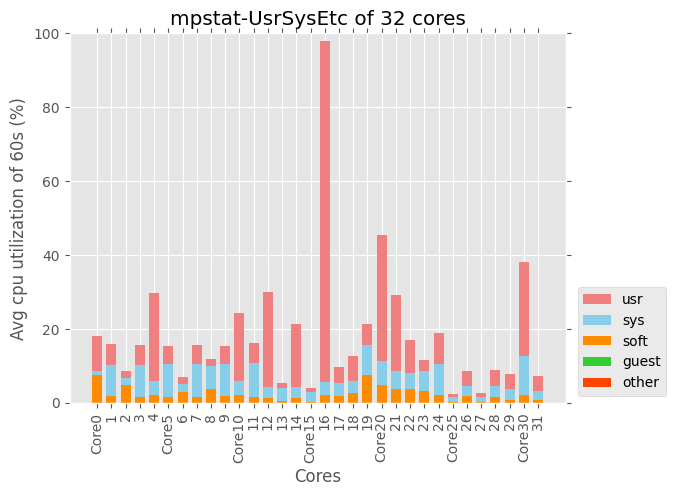 mpstat-UsrSysEtc of 32 cores
Avg cpu utilization of 60s (%)
100
80
60
40
20
0
Core0
1
2
3
4
Core5
6
7
8
9
Core10
11
12
13
14
Core15
16
17
18
19
Core20
21
22
23
24
Core25
26
27
28
29
Core30
31
Cores
usr
sys
soft
guest
other